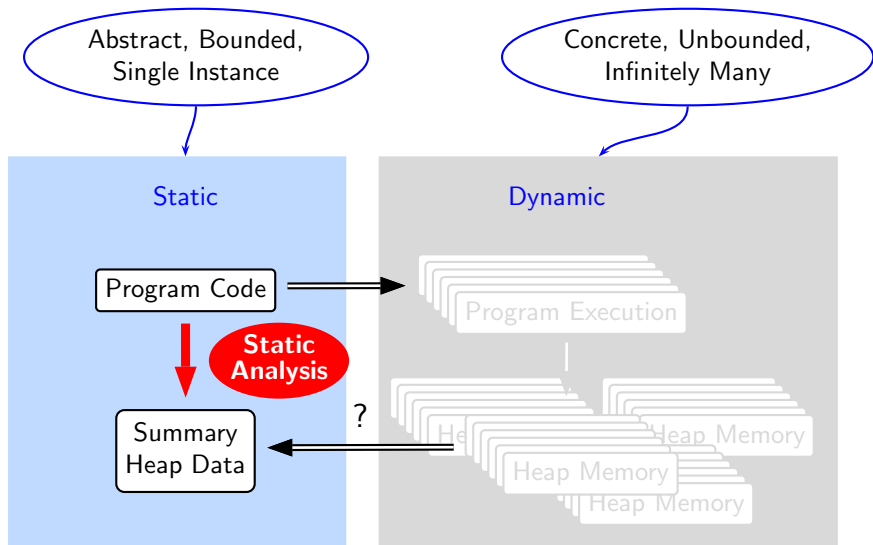 Abstract, Bounded,
Single Instance
Concrete, Unbounded,
Infinitely Many
Static
Dynamic
Program Code
Program Execution
Static
Analysis
?
Summary
Heap Data
Heap Memory
Heap Memory
Heap Memory